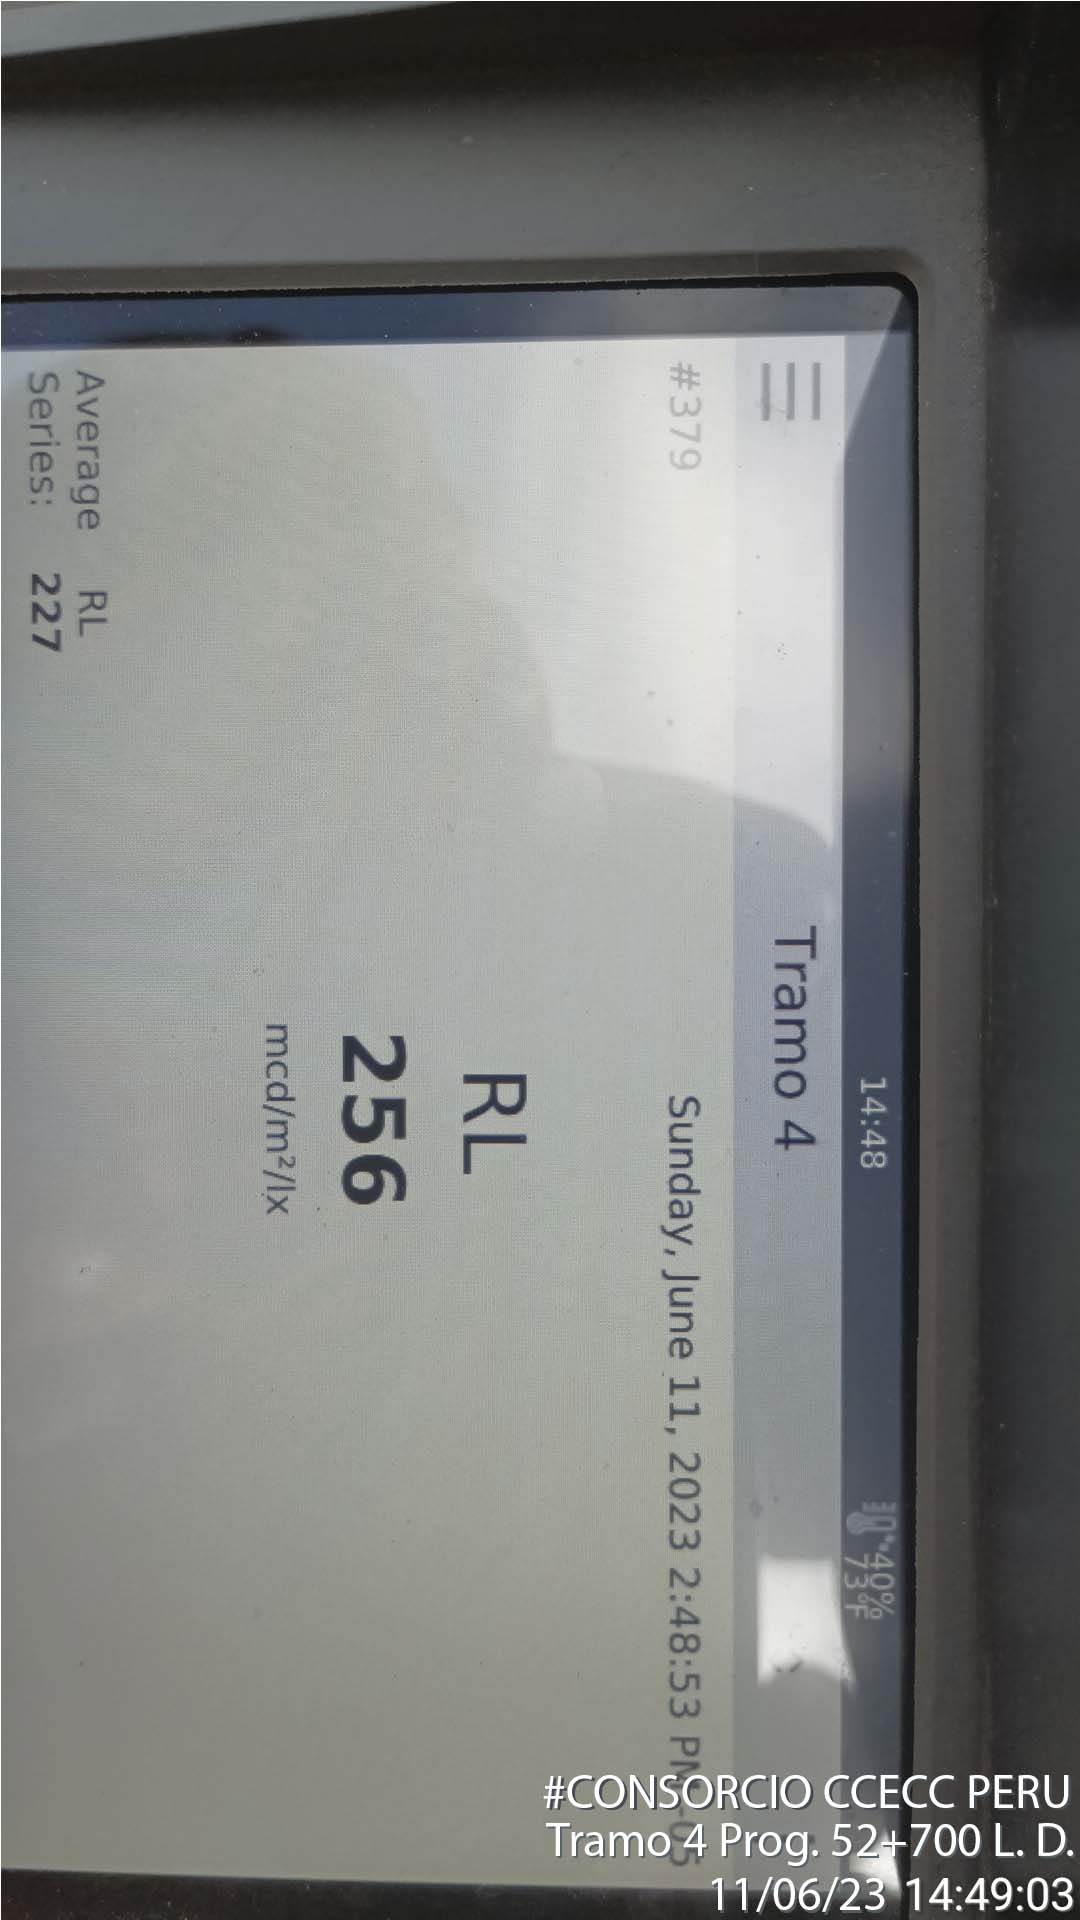 14:48
40%
73°F
Tramo 4
#379
Sunday, June 11, 2023 2:48:53 PM -05
RL
256
mcd/m²/lx
Average RL
Series: 227
#CONSORCIO CCECC PERU
Tramo 4 Prog. 52+700 L. D.
11/06/23 14:49:03